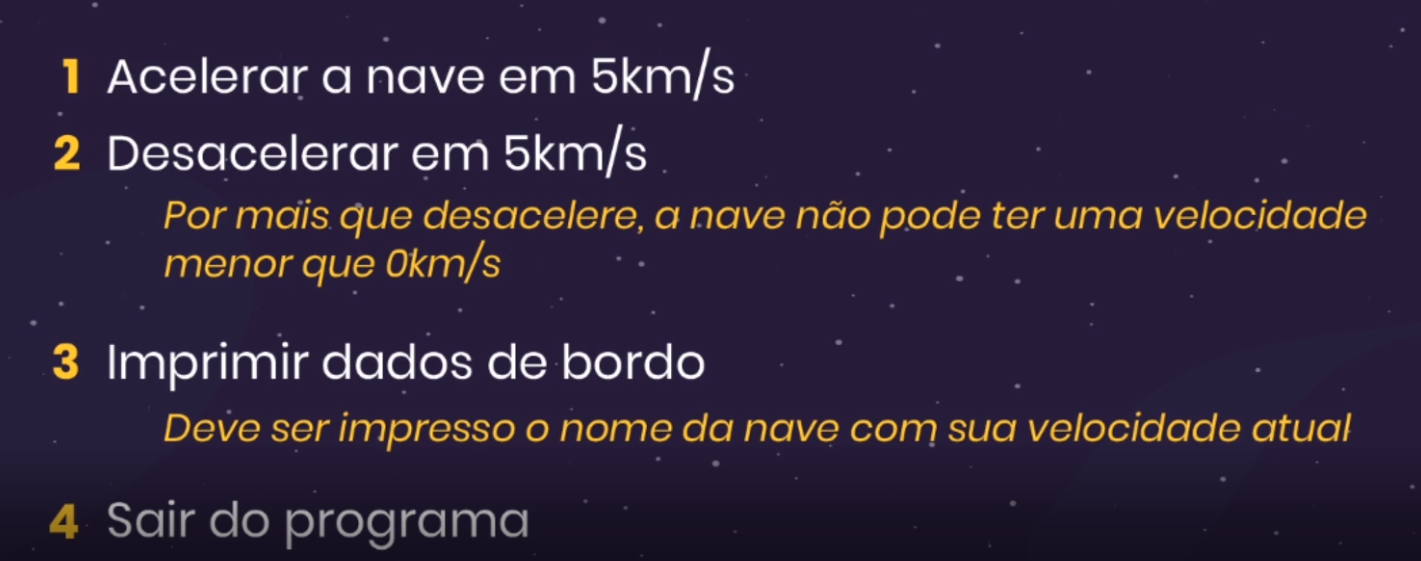 1 Acelerar a nave em 5km/s
2 Desacelerar em 5km/s
Por mais que desacelere, a nave não pode ter uma velocidade
menor que 0km/s
3 Imprimir dados de bordo
Deve ser impresso o nome da nave com sua velocidade atual
4 Sair do programa